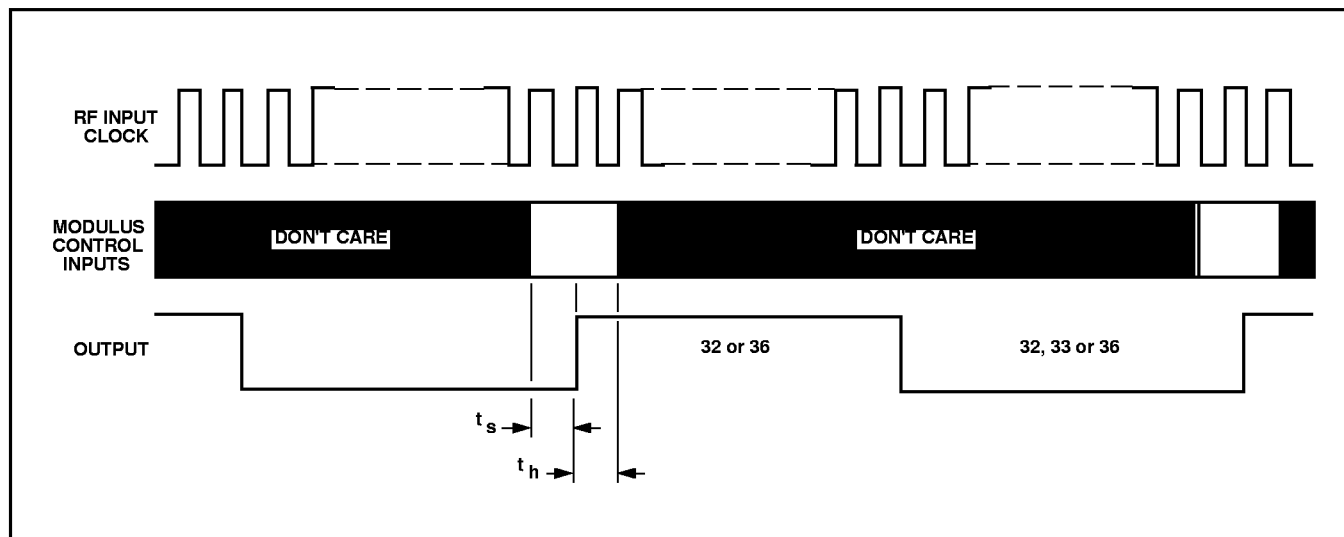 RF INPUT
CLOCK
MODULUS
CONTROL
INPUTS
DON'T CARE
DON'T CARE
OUTPUT
32 or 36
32, 33 or 36
t s
t h